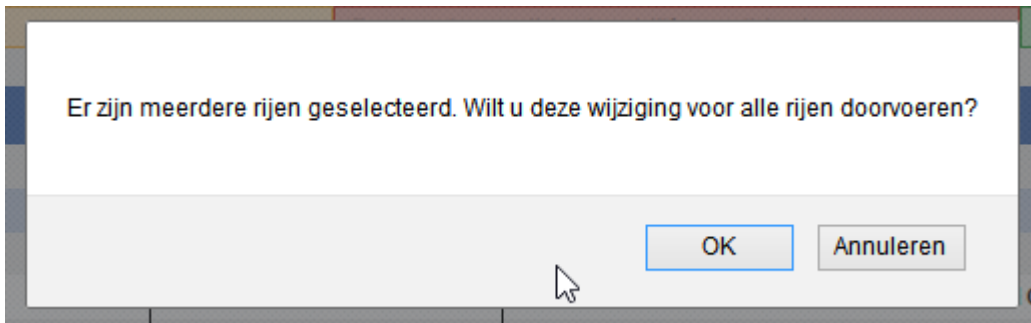 Er zijn meerdere rijen geselecteerd. Wilt u deze wijziging voor alle rijen doorvoeren?
OK
Annuleren